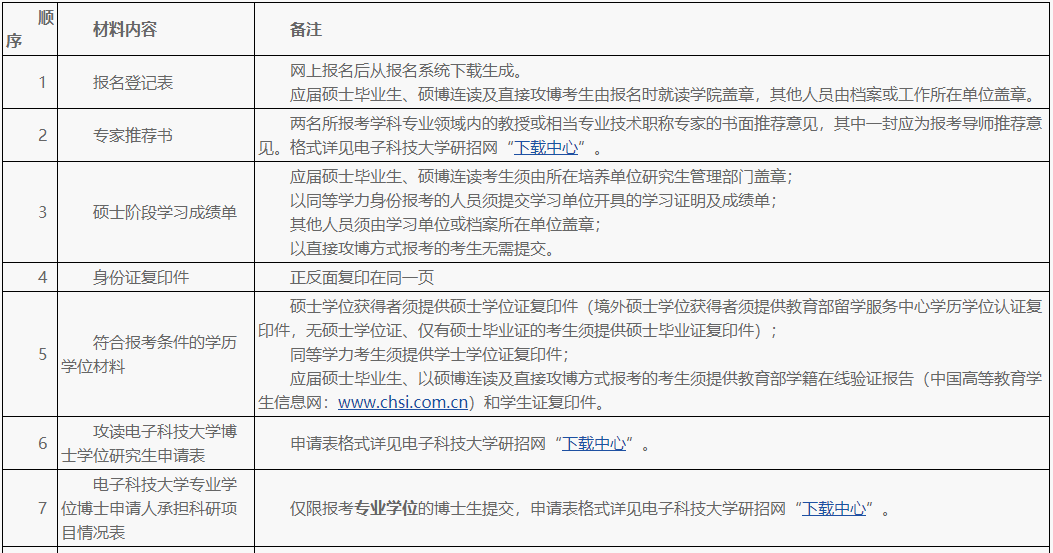 顺
序
材料内容
备注
1
报名登记表
网上报名后从报名系统下载生成。
应届硕士毕业生、硕博连读及直接攻博考生由报名时就读学院盖章，其他人员由档案或工作所在单位盖章。
2
专家推荐书
两名所报考学科专业领域内的教授或相当专业技术职称专家的书面推荐意见，其中一封应为报考导师推荐意
见。格式详见电子科技大学研招网“下载中心”。
3
硕士阶段学习成绩单
应届硕士毕业生、硕博连读考生须由所在培养单位研究生管理部门盖章；
以同等学力身份报考的人员须提交学习单位开具的学习证明及成绩单；
其他人员须由学习单位或档案所在单位盖章；
以直接攻博方式报考的考生无需提交。
4
身份证复印件
正反面复印在同一页
5
符合报考条件的学历
学位材料
硕士学位获得者须提供硕士学位证复印件（境外硕士学位获得者须提供教育部留学服务中心学历学位认证复
印件，无硕士学位证、仅有硕士毕业证的考生须提供硕士毕业证复印件）；
同等学力考生须提供学士学位证复印件；
应届硕士毕业生、以硕博连读及直接攻博方式报考的考生须提供教育部学籍在线验证报告（中国高等教育学
生信息网：www.chsi.com.cn）和学生证复印件。
6
攻读电子科技大学博
士学位研究生申请表
申请表格式详见电子科技大学研招网“下载中心”。
7
电子科技大学专业学
位博士申请人承担科研项
目情况表
仅限报考专业学位的博士生提交，申请表格式详见电子科技大学研招网“下载中心”。